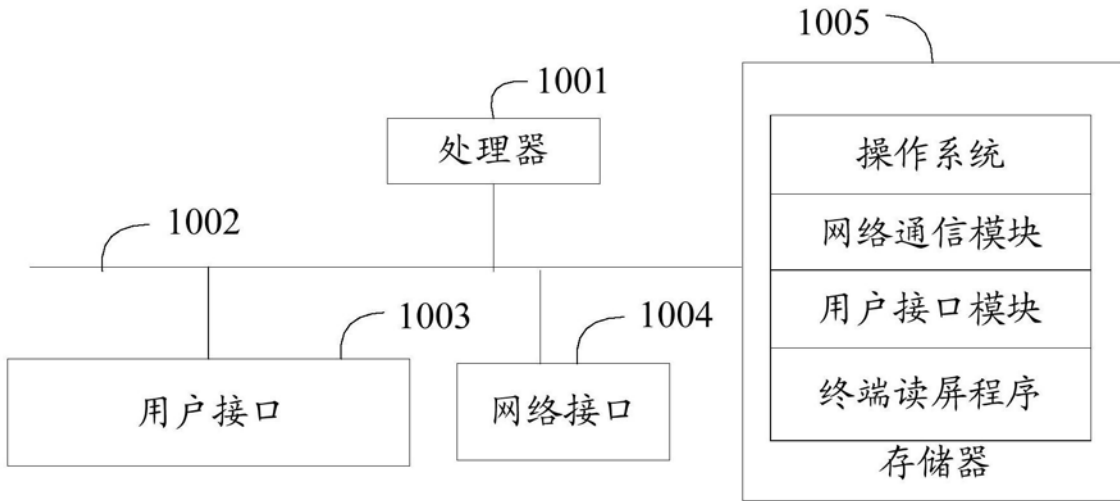 1005
1001
处理器
操作系统
1002
网络通信模块
1003
1004
用户接口模块
用户接口
网络接口
终端读屏程序
存储器